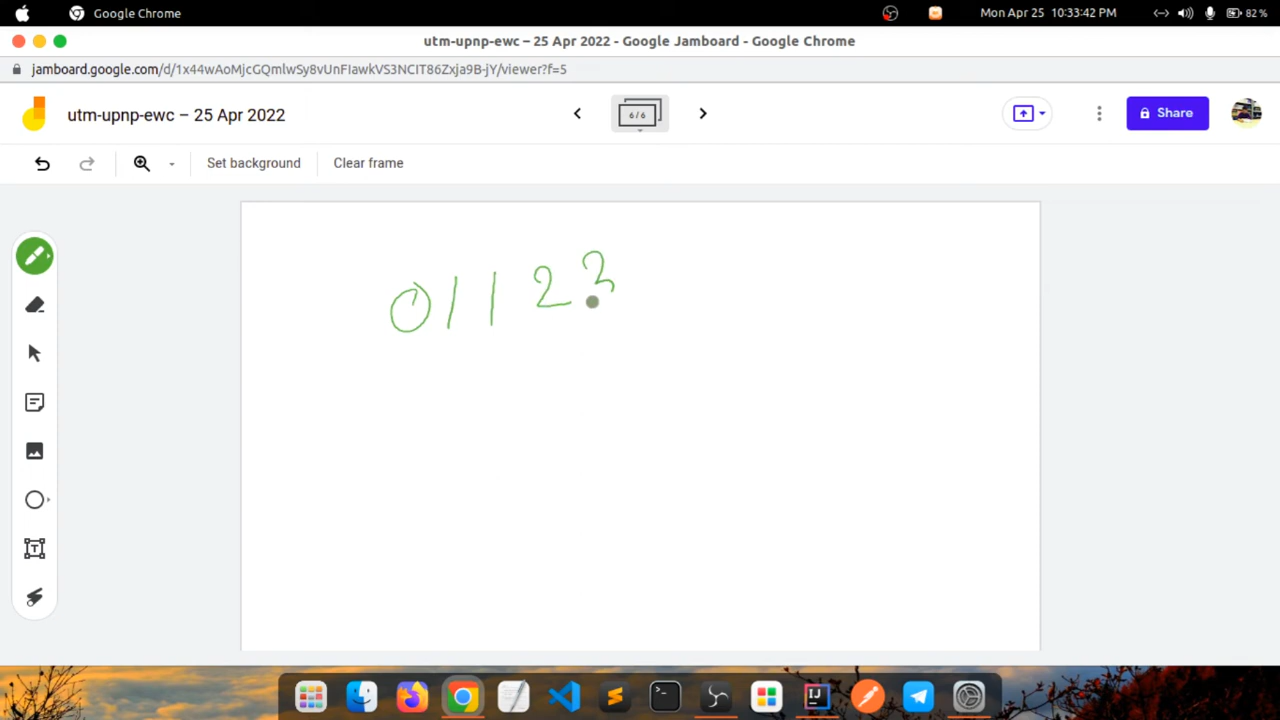 Google Chrome
Mon Apr 25 10:33:42 PM
82 %
utm-upnp-ewc – 25 Apr 2022 - Google Jamboard - Google Chrome
jamboard.google.com/d/1x44wAoMjcGQmlwSy8vUnFIawkVS3NCIT86Zxja9B-jY/viewer?f=5
utm-upnp-ewc – 25 Apr 2022
6 / 6
Share
Set background
Clear frame
0 1 1 2 3